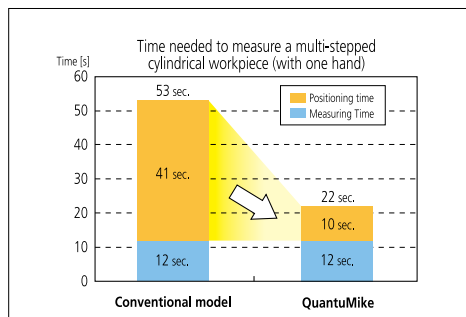 Time needed to measure a multi-stepped
cylindrical workpiece (with one hand)
Time [s]
60
50
40
30
20
10
0
53 sec.
41 sec.
12 sec.
Positioning time
Measuring Time
22 sec.
10 sec.
12 sec.
Conventional model
QuantuMike